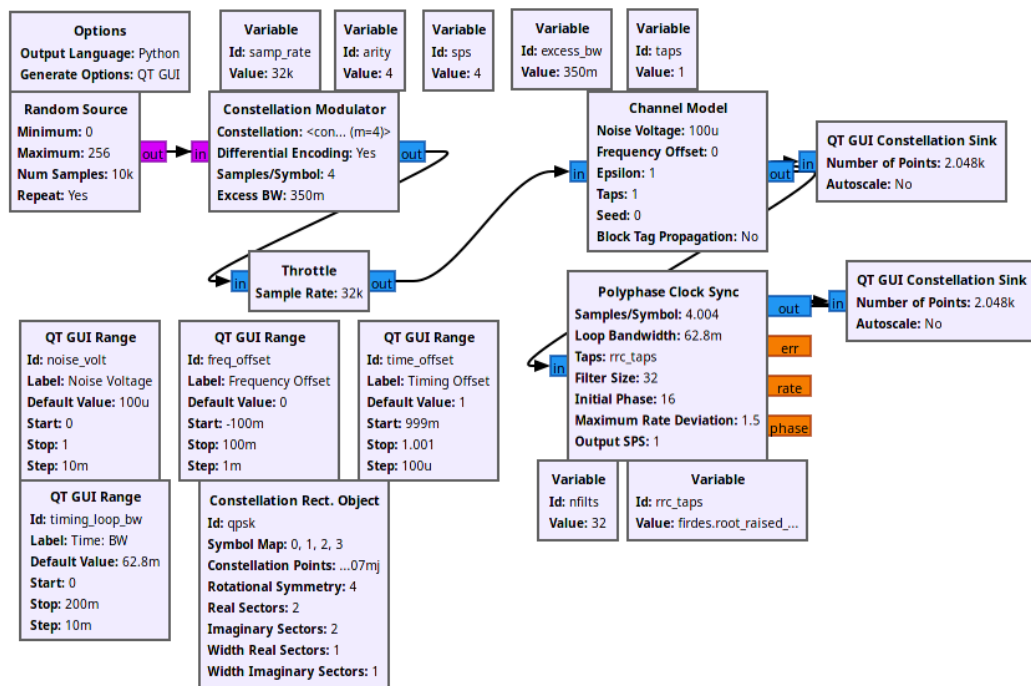 Options
Output Language: Python
Generate Options: QT GUI
Variable
Id: samp_rate
Value: 32k
Variable
Id: arity
Value: 4
Variable
Id: sps
Value: 4
Variable
Id: excess_bw
Value: 350m
Variable
Id: taps
Value: 1
Random Source
Minimum: 0
Maximum: 256
Num Samples: 10k
Repeat: Yes
out
in
Constellation Modulator
Constellation: <con... (m=4)>
Differential Encoding: Yes
Samples/Symbol: 4
Excess BW: 350m
out
in
Channel Model
Noise Voltage: 100u
Frequency Offset: 0
Epsilon: 1
Taps: 1
Seed: 0
Block Tag Propagation: No
out
in
QT GUI Constellation Sink
Number of Points: 2.048k
Autoscale: No
in
Throttle
Sample Rate: 32k
out
in
Polyphase Clock Sync
Samples/Symbol: 4.004
Loop Bandwidth: 62.8m
Taps: rrc_taps
Filter Size: 32
Initial Phase: 16
Maximum Rate Deviation: 1.5
Output SPS: 1
out
err
rate
phase
in
QT GUI Constellation Sink
Number of Points: 2.048k
Autoscale: No
QT GUI Range
Id: noise_volt
Label: Noise Voltage
Default Value: 100u
Start: 0
Stop: 1
Step: 10m
QT GUI Range
Id: freq_offset
Label: Frequency Offset
Default Value: 0
Start: -100m
Stop: 100m
Step: 1m
QT GUI Range
Id: time_offset
Label: Timing Offset
Default Value: 1
Start: 999m
Stop: 1.001
Step: 100u
QT GUI Range
Id: timing_loop_bw
Label: Time: BW
Default Value: 62.8m
Start: 0
Stop: 200m
Step: 10m
Constellation Rect. Object
Id: qpsk
Symbol Map: 0, 1, 2, 3
Constellation Points: ...07mj
Rotational Symmetry: 4
Real Sectors: 2
Imaginary Sectors: 2
Width Real Sectors: 1
Width Imaginary Sectors: 1
Variable
Id: nfilts
Value: 32
Variable
Id: rrc_taps
Value: firdes.root_raised_...